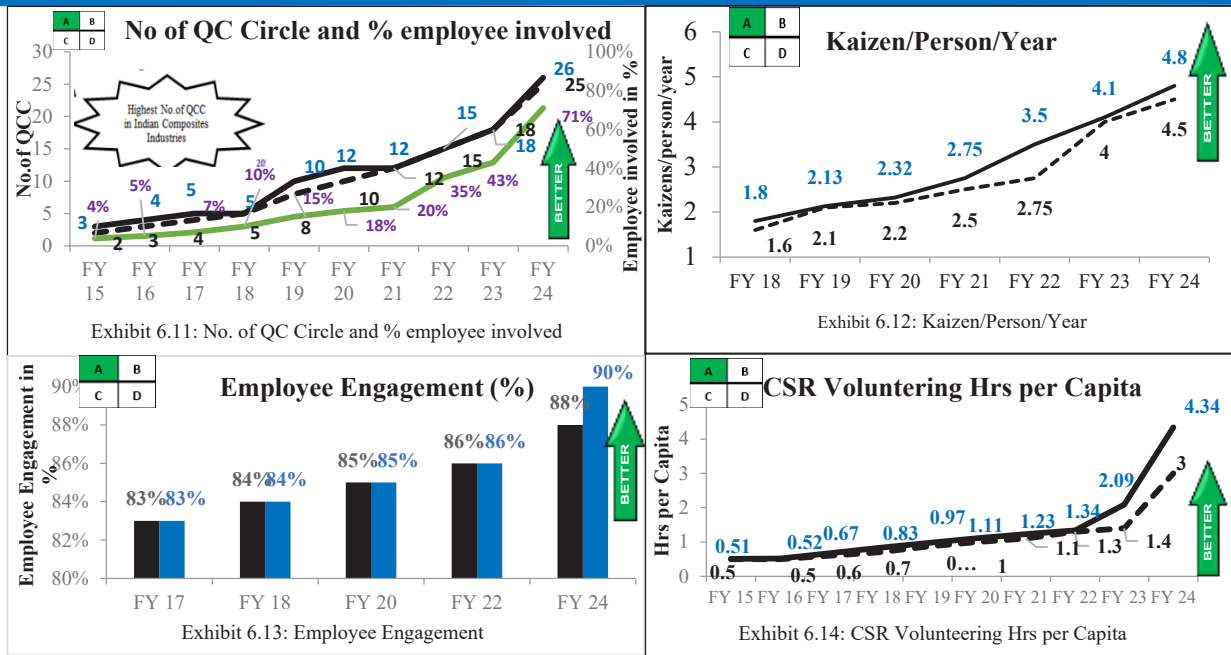 A B
C D
No of QC Circle and % employee involved
Highest No.of QCC
in Indian Composites
Industries
No.of QCC
30
25
20
15
10
5
0
100%
80%
60%
40%
20%
0%
Employee involved in %
3 4 5 5 10 12 12 15 18 26
2 3 4 5 8 10 12 15 18 25
4% 5% 7% 10% 15% 18% 20% 35% 43% 71%
20'
BETTER
FY 15 FY 16 FY 17 FY 18 FY 19 FY 20 FY 21 FY 22 FY 23 FY 24
Exhibit 6.11: No. of QC Circle and % employee involved
A B
C D
Kaizen/Person/Year
Kaizens/person/year
6
5
4
3
2
1
1.8 2.13 2.32 2.75 3.5 4.1 4.8
1.6 2.1 2.2 2.5 2.75 4 4.5
BETTER
FY 18 FY 19 FY 20 FY 21 FY 22 FY 23 FY 24
Exhibit 6.12: Kaizen/Person/Year
A B
C D
Employee Engagement (%)
Employee Engagement in %
90%
88%
86%
84%
82%
80%
83% 83% 84% 84% 85% 85% 86% 86% 88% 90%
BETTER
FY 17 FY 18 FY 20 FY 22 FY 24
Exhibit 6.13: Employee Engagement
A B
C D
CSR Voluntering Hrs per Capita
Hrs per Capita
5
4
3
2
1
0
0.51 0.52 0.67 0.83 0.97 1.11 1.23 1.34 2.09 4.34
0.5 0.5 0.6 0.7 0… 1 1.1 1.3 1.4 3
BETTER
FY 15 FY 16 FY 17 FY 18 FY 19 FY 20 FY 21 FY 22 FY 23 FY 24
Exhibit 6.14: CSR Volunteering Hrs per Capita